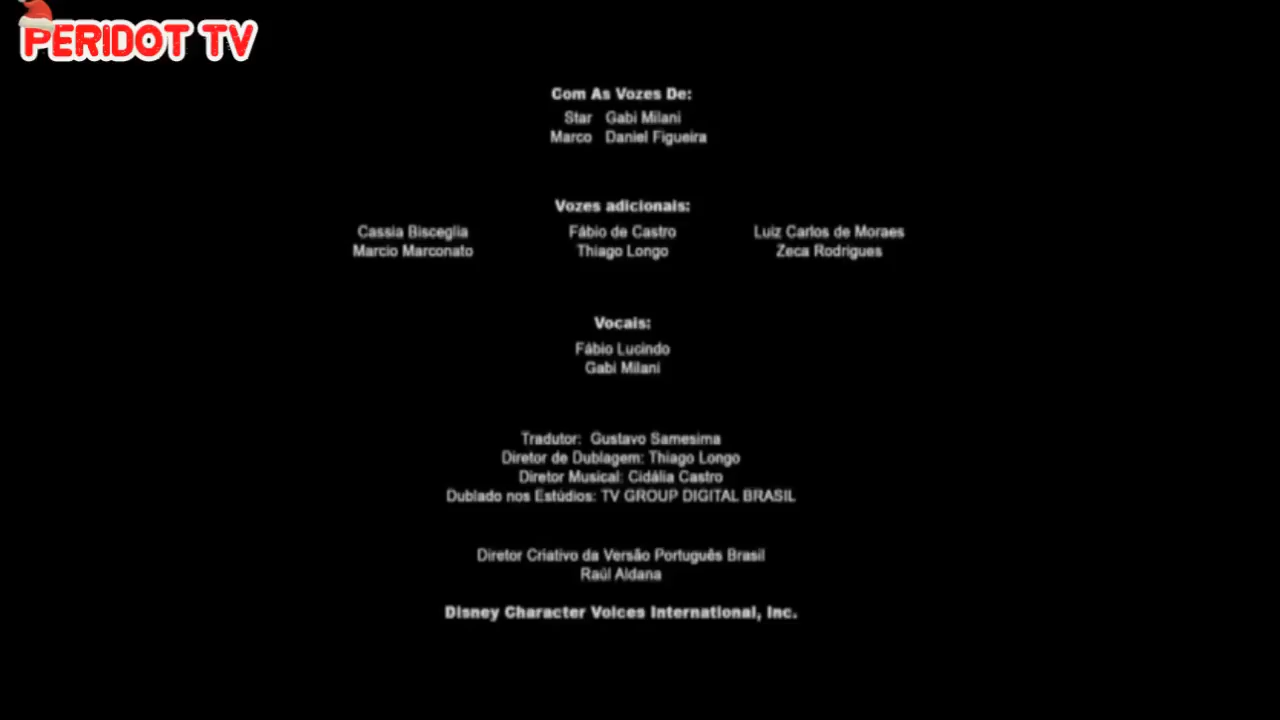 PERIDOT TV
Com As Vozes De:
Star Gabi Milani
Marco Daniel Figueira
Vozes adicionais:
Cassia Bisceglia Fábio de Castro Luiz Carlos de Moraes
Marcio Marconato Thiago Longo Zeca Rodrigues
Vocais:
Fábio Lucindo
Gabi Milani
Tradutor: Gustavo Samesima
Diretor de Dublagem: Thiago Longo
Diretor Musical: Cidália Castro
Dublado nos Estúdios: TV GROUP DIGITAL BRASIL
Diretor Criativo da Versão Português Brasil
Raúl Aldana
Disney Character Voices International, Inc.